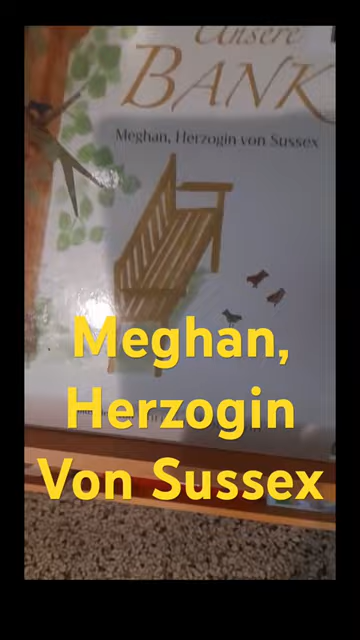 Unsere
BANK
Meghan, Herzogin von Sussex
Meghan,
Herzogin
Von Sussex